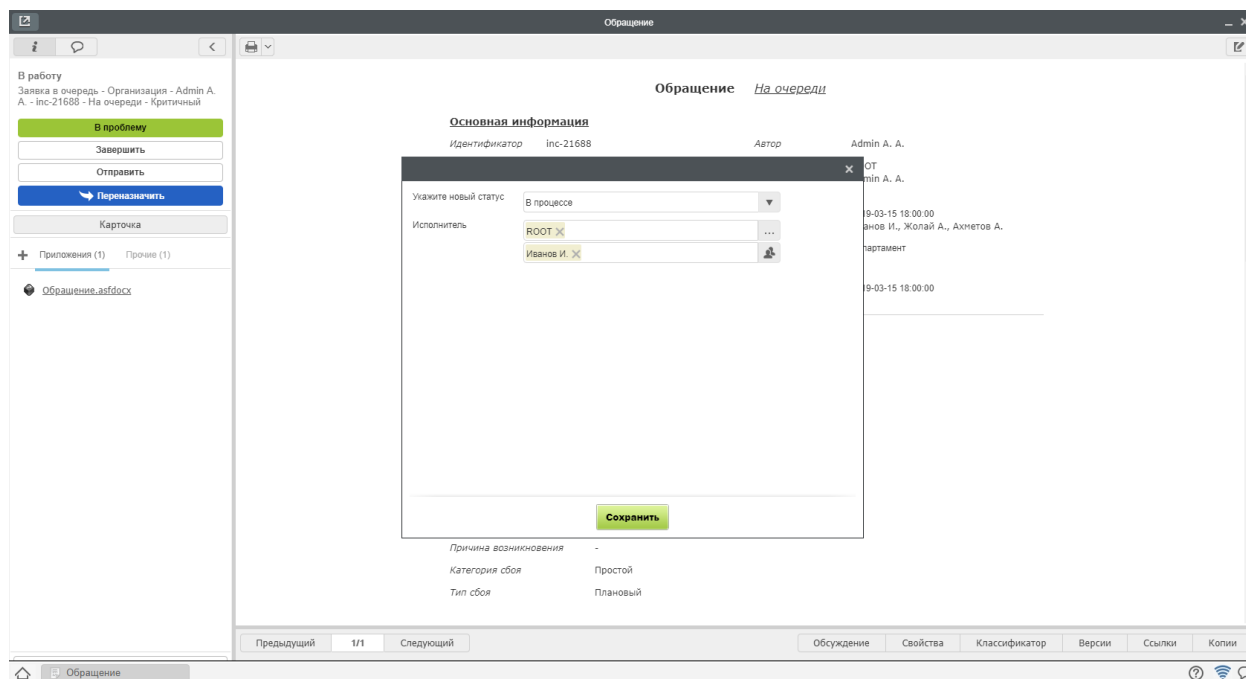 Обращение
i
В работу
Заявка в очередь - Организация - Admin A.
A. - inc-21688 - На очереди - Критичный
В проблему
Завершить
Отправить
Переназначить
Карточка
Приложения (1) Прочие (1)
Обращение.asfdocx
Обращение На очереди
Основная информация
Идентификатор inc-21688 Автор Admin A. A.
Укажите новый статус В процессе
Исполнитель ROOT
...
Иванов И.
Сохранить
OT
min A. A.
19-03-15 18:00:00
анов И., Жолай А., Ахметов А.
партамент
19-03-15 18:00:00
Причина возникновения -
Категория сбоя Простой
Тип сбоя Плановый
Предыдущий 1/1 Следующий Обсуждение Свойства Классификатор Версии Ссылки Копии
Обращение